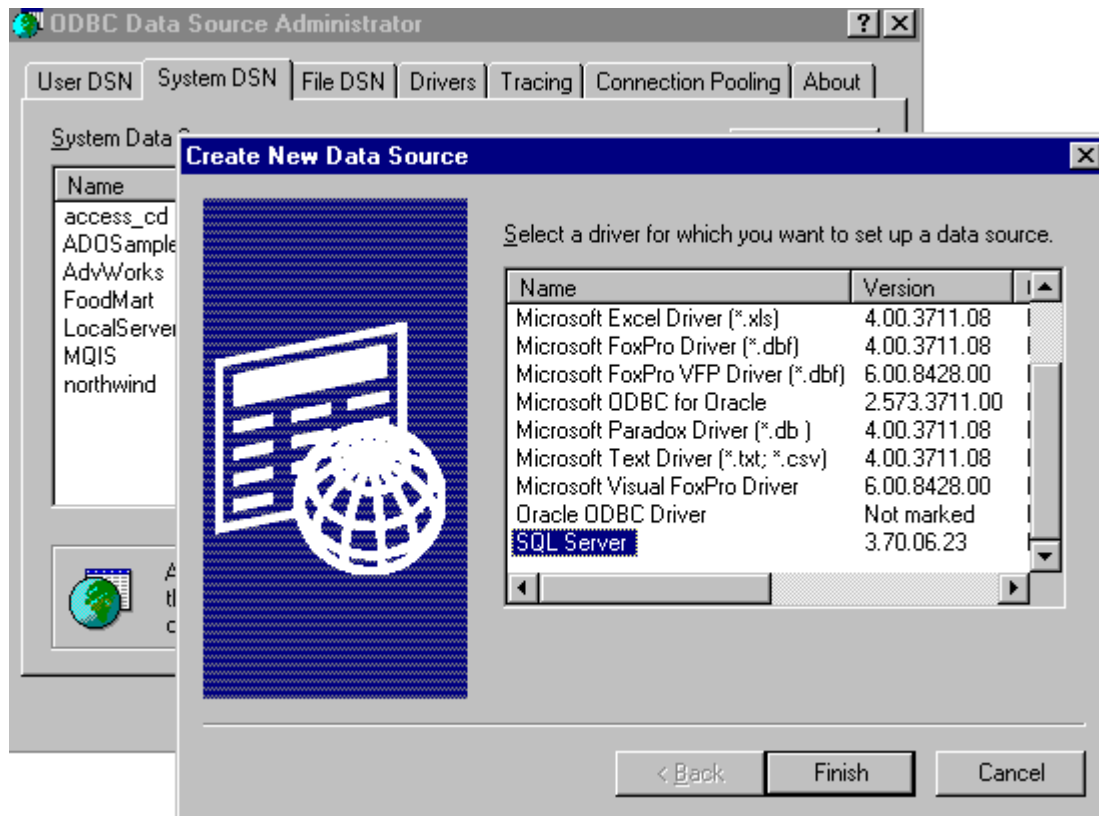 ODBC Data Source Administrator
User DSN System DSN File DSN Drivers Tracing Connection Pooling About
System Data
Name
access_cd
ADOSample
AdvWorks
FoodMart
LocalServer
MQIS
northwind
Create New Data Source
Select a driver for which you want to set up a data source.
Name Version
Microsoft Excel Driver (*.xls) 4.00.3711.08
Microsoft FoxPro Driver (*.dbf) 4.00.3711.08
Microsoft FoxPro VFP Driver (*.dbf) 6.00.8428.00
Microsoft ODBC for Oracle 2.573.3711.00
Microsoft Paradox Driver (*.db ) 4.00.3711.08
Microsoft Text Driver (*.txt; *.csv) 4.00.3711.08
Microsoft Visual FoxPro Driver 6.00.8428.00
Oracle ODBC Driver Not marked
SQL Server 3.70.06.23
< Back Finish Cancel